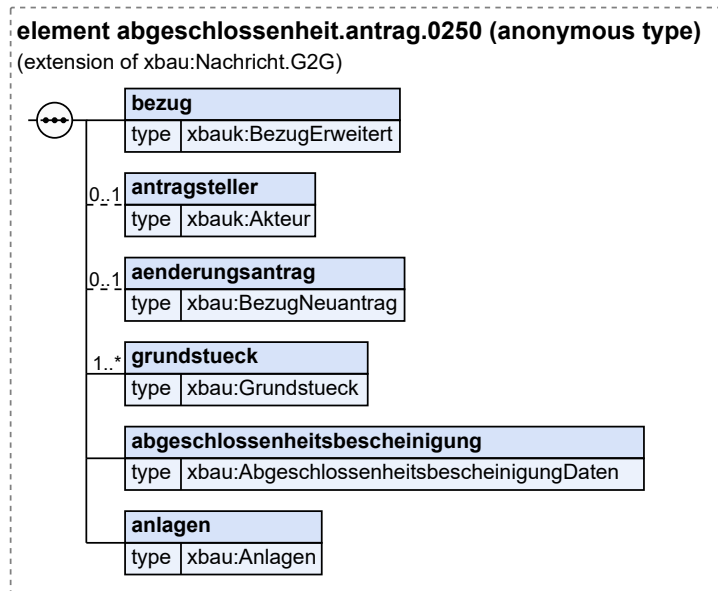 element abgeschlossenheit.antrag.0250 (anonymous type)
(extension of xbau:Nachricht.G2G)
bezug
type xbauk:BezugErweitert
0..1 antragsteller
type xbauk:Akteur
0..1 aenderungsantrag
type xbau:BezugNeuantrag
1..* grundstueck
type xbau:Grundstueck
abgeschlossenheitsbescheinigung
type xbau:AbgeschlossenheitsbescheinigungDaten
anlagen
type xbau:Anlagen